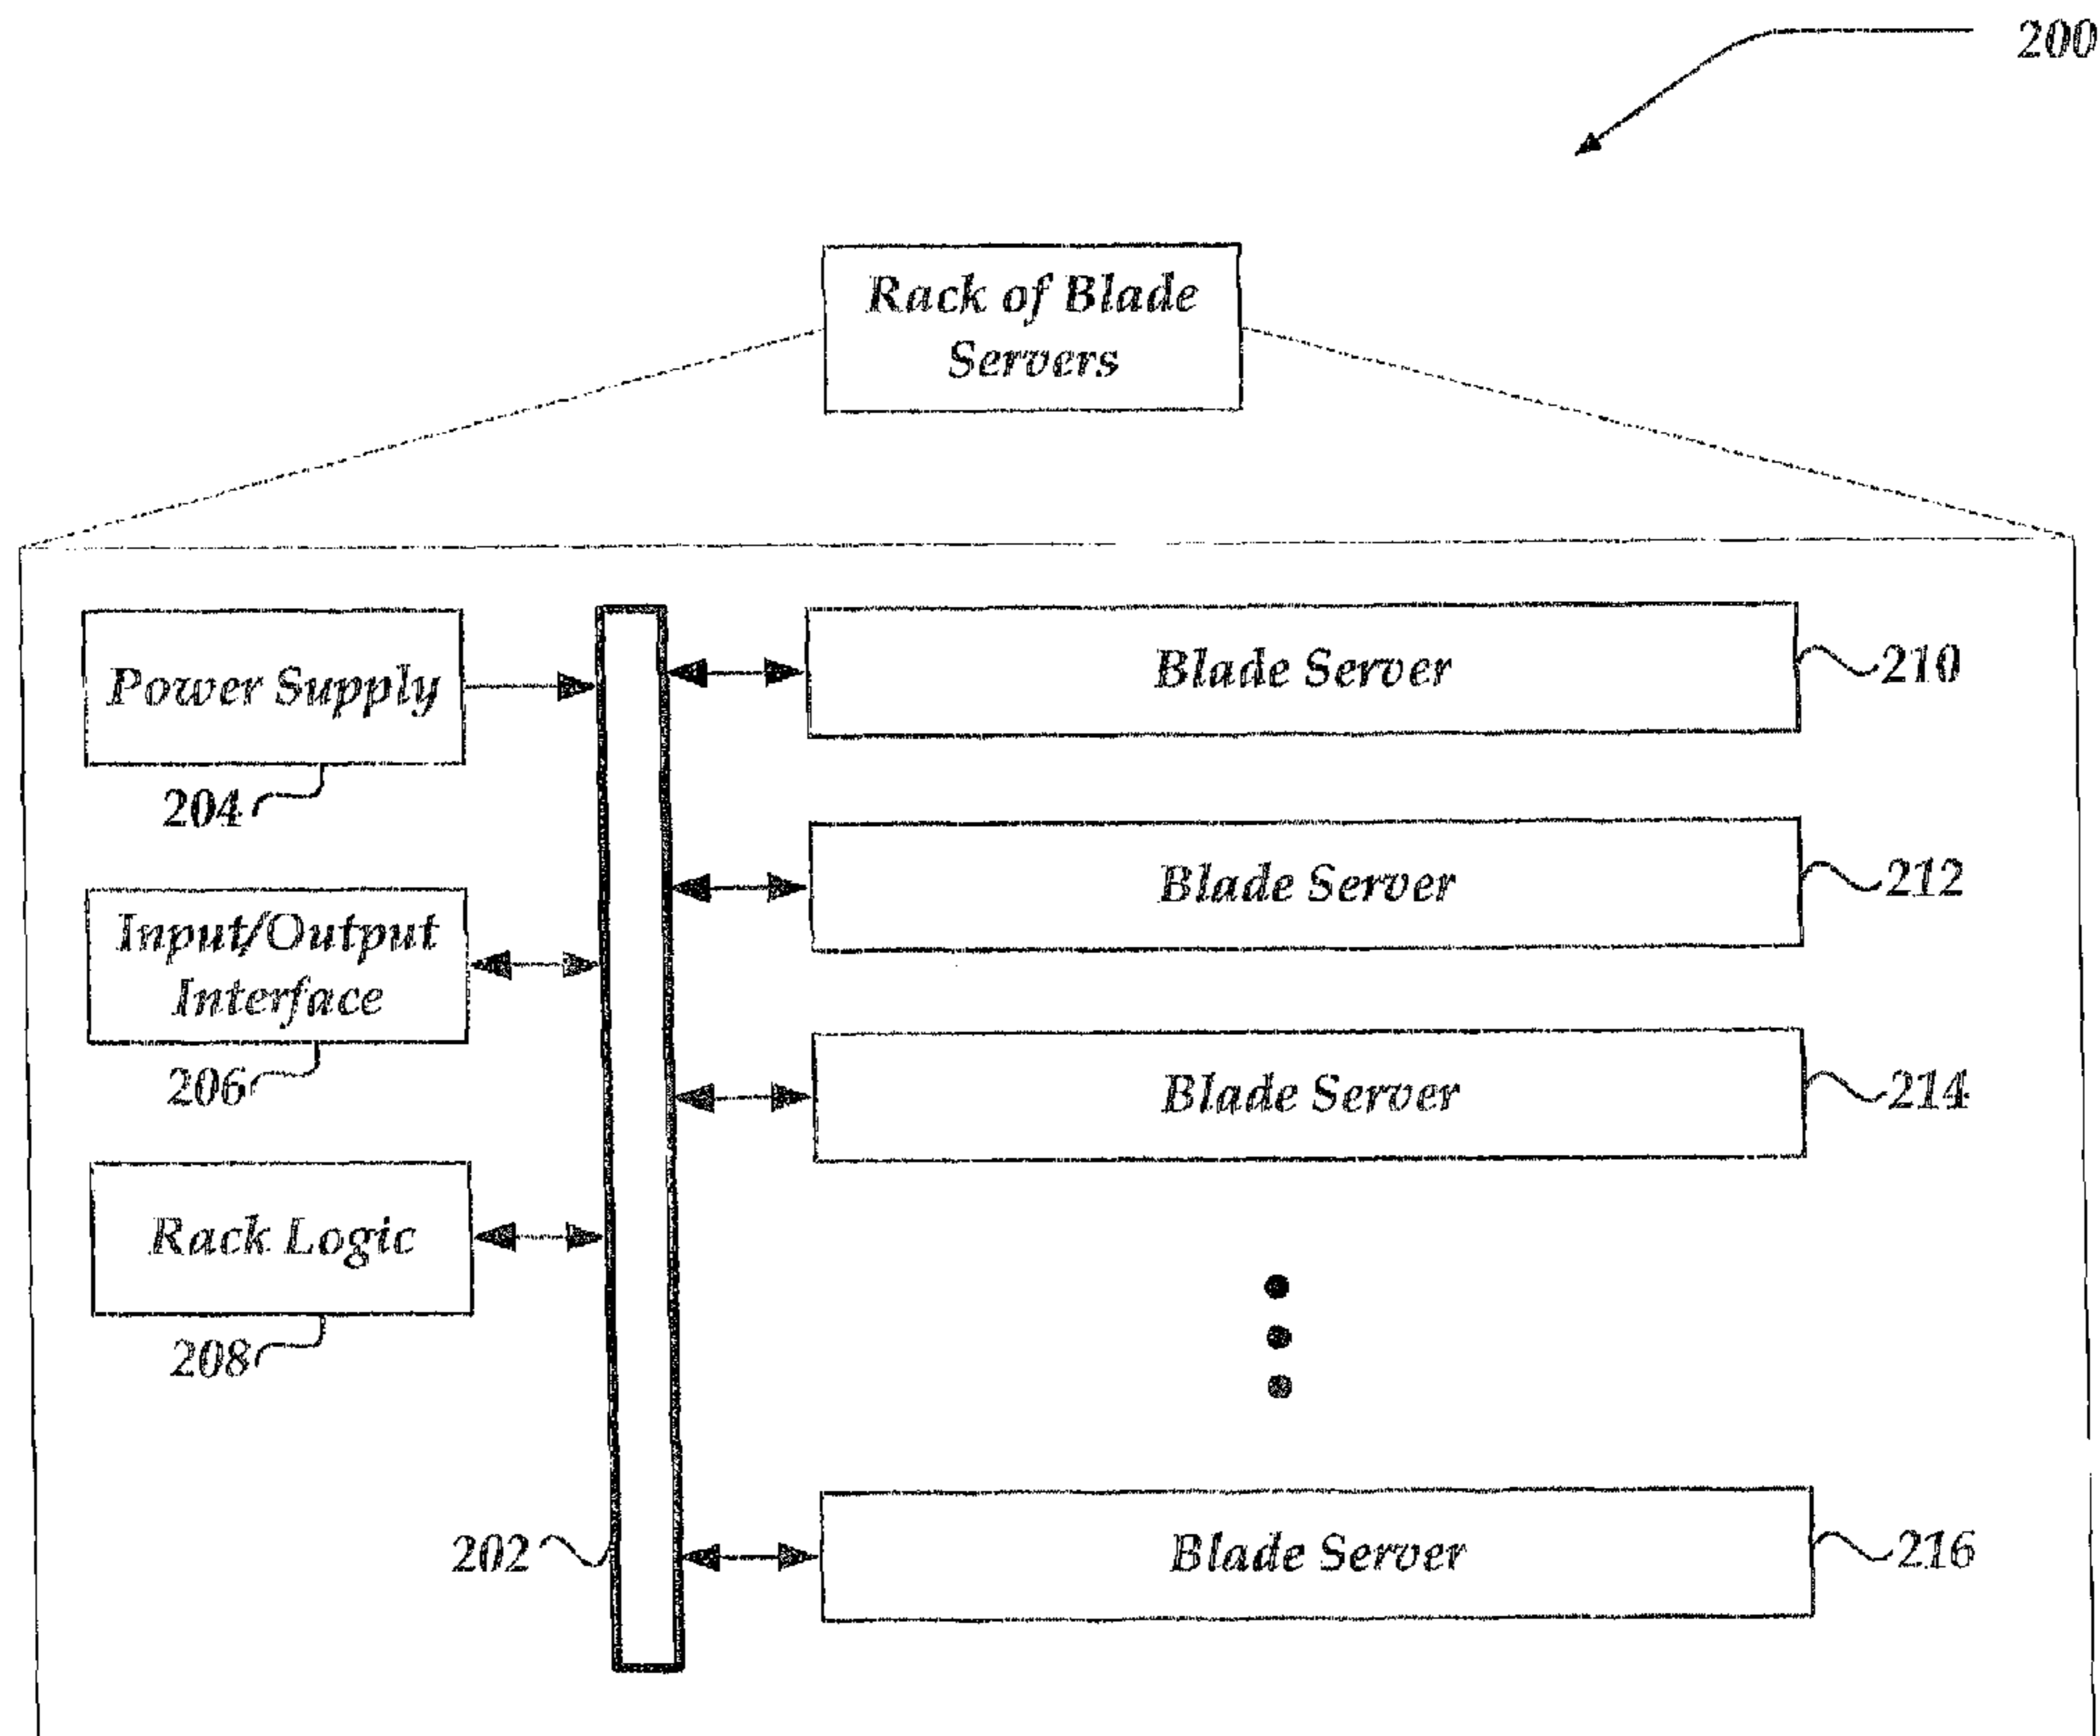 200
Rack of Blade
Servers
Power Supply
204
Input/Output
Interface
206
Rack Logic
208
202
Blade Server
210
Blade Server
212
Blade Server
214
Blade Server
216